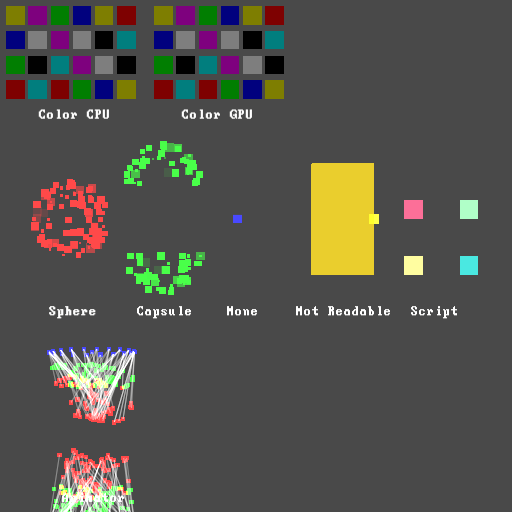 Color CPU
Color GPU
Sphere
Capsule
None
Not Readable
Script